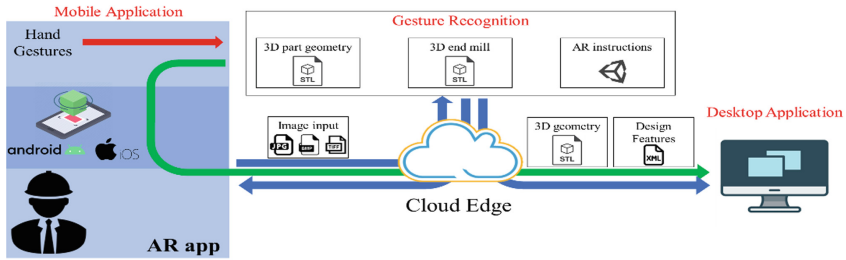 Mobile Application
Hand
Gestures
android
iOS
AR app
Gesture Recognition
3D part geometry
STL
3D end mill
STL
AR instructions
Image input
JPG
BMP
TIFF
Cloud Edge
3D geometry
STL
Design
Features
XML
Desktop Application